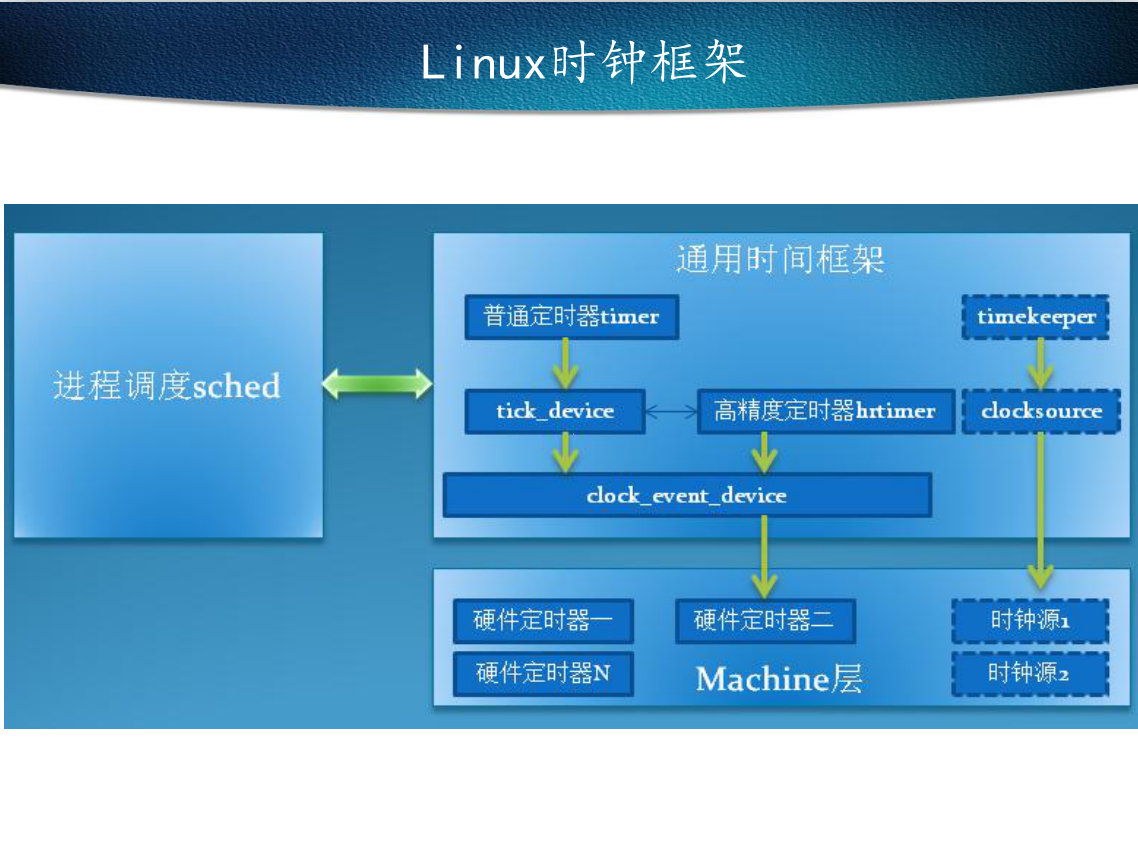 Linux时钟框架
通用时间框架
普通定时器timer
timekeeper
进程调度sched
tick_device
高精度定时器hrtimer
clocksource
clock_event_device
硬件定时器一
硬件定时器二
时钟源1
硬件定时器N
Machine层
时钟源2